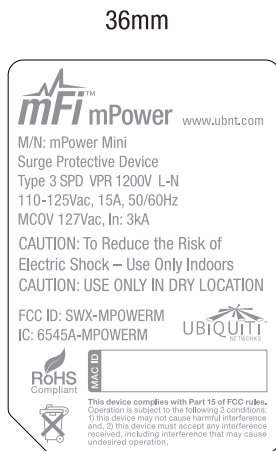 36mm
mFi™ mPower www.ubnt.com
M/N: mPower Mini
Surge Protective Device
Type 3 SPD VPR 1200V L-N
110-125Vac, 15A, 50/60Hz
MCOV 127Vac, In: 3kA
CAUTION: To Reduce the Risk of
Electric Shock – Use Only Indoors
CAUTION: USE ONLY IN DRY LOCATION
FCC ID: SWX-MPOWERM
IC: 6545A-MPOWERM
UBiQUiTi
NETWORKS
RoHS
Compliant
MAC ID
This device complies with Part 15 of FCC rules.
Operation is subject to the following 2 conditions:
1) this device may not cause harmful interference
and, 2) this device must accept any interference
received, including interference that may cause
undesired operation.